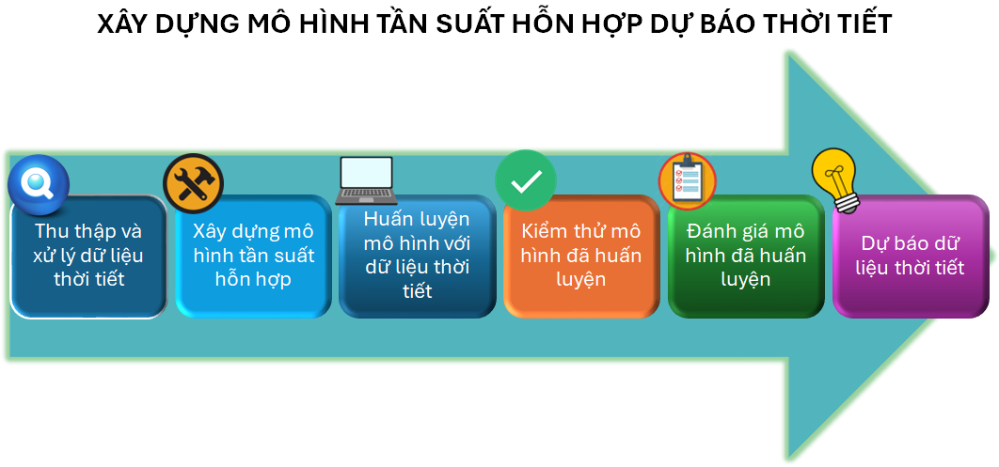 XÂY DỰNG MÔ HÌNH TẦN SUẤT HỖN HỢP DỰ BÁO THỜI TIẾT
Thu thập và
xử lý dữ liệu
thời tiết
Xây dựng mô
hình tần suất
hỗn hợp
Huấn luyện
mô hình với
dữ liệu thời
tiết
Kiểm thử mô
hình đã huấn
luyện
Đánh giá mô
hình đã huấn
luyện
Dự báo dữ
liệu thời tiết